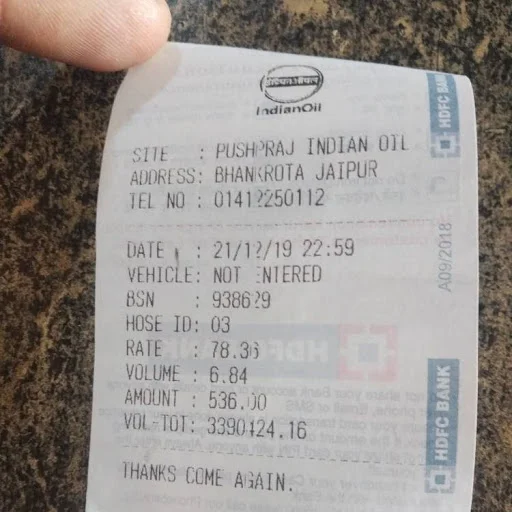 इंडियनऑयल
IndianOil
SITE : PUSHPRAJ INDIAN OIL
ADDRESS: BHANKROTA JAIPUR
TEL NO : 01412250112
DATE : 21/12/19 22:59
VEHICLE: NOT ENTERED
BSN : 938629
HOSE ID: 03
RATE : 78.36
VOLUME : 6.84
AMOUNT : 536.00
VOL-TOT: 3390424.16
THANKS COME AGAIN.
HDFC BANK
A09/2018
HDFC BANK